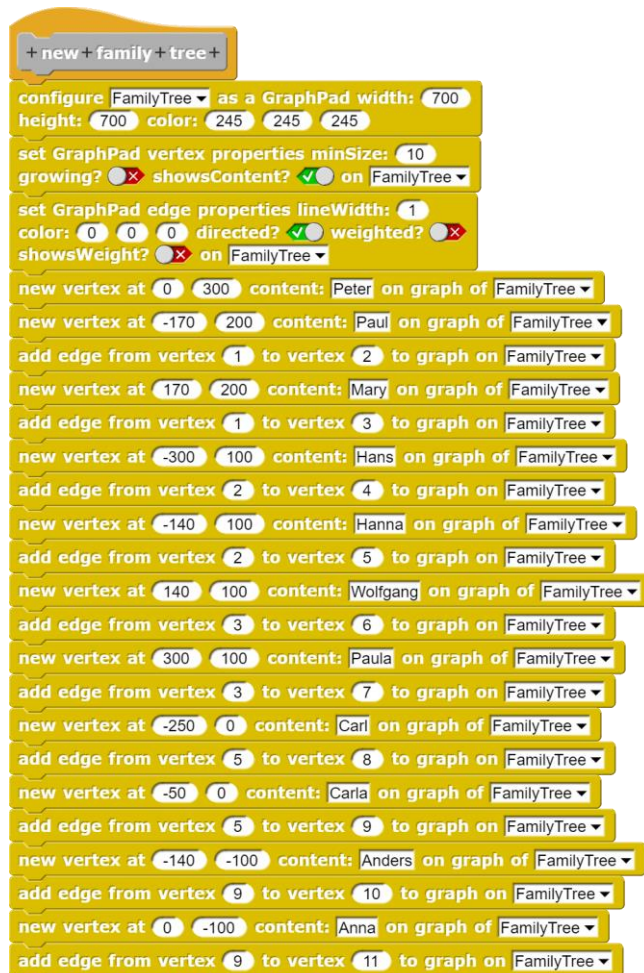 + new + family + tree +
configure FamilyTree as a GraphPad width: 700
height: 700 color: 245 245 245
set GraphPad vertex properties minSize: 10
growing? showsContent? on FamilyTree
set GraphPad edge properties lineWidth: 1
color: 0 0 0 directed? weighted?
showsWeight? on FamilyTree
new vertex at 0 300 content: Peter on graph of FamilyTree
new vertex at -170 200 content: Paul on graph of FamilyTree
add edge from vertex 1 to vertex 2 to graph on FamilyTree
new vertex at 170 200 content: Mary on graph of FamilyTree
add edge from vertex 1 to vertex 3 to graph on FamilyTree
new vertex at -300 100 content: Hans on graph of FamilyTree
add edge from vertex 2 to vertex 4 to graph on FamilyTree
new vertex at -140 100 content: Hanna on graph of FamilyTree
add edge from vertex 2 to vertex 5 to graph on FamilyTree
new vertex at 140 100 content: Wolfgang on graph of FamilyTree
add edge from vertex 3 to vertex 6 to graph on FamilyTree
new vertex at 300 100 content: Paula on graph of FamilyTree
add edge from vertex 3 to vertex 7 to graph on FamilyTree
new vertex at -250 0 content: Carl on graph of FamilyTree
add edge from vertex 5 to vertex 8 to graph on FamilyTree
new vertex at -50 0 content: Carla on graph of FamilyTree
add edge from vertex 5 to vertex 9 to graph on FamilyTree
new vertex at -140 -100 content: Anders on graph of FamilyTree
add edge from vertex 9 to vertex 10 to graph on FamilyTree
new vertex at 0 -100 content: Anna on graph of FamilyTree
add edge from vertex 9 to vertex 11 to graph on FamilyTree